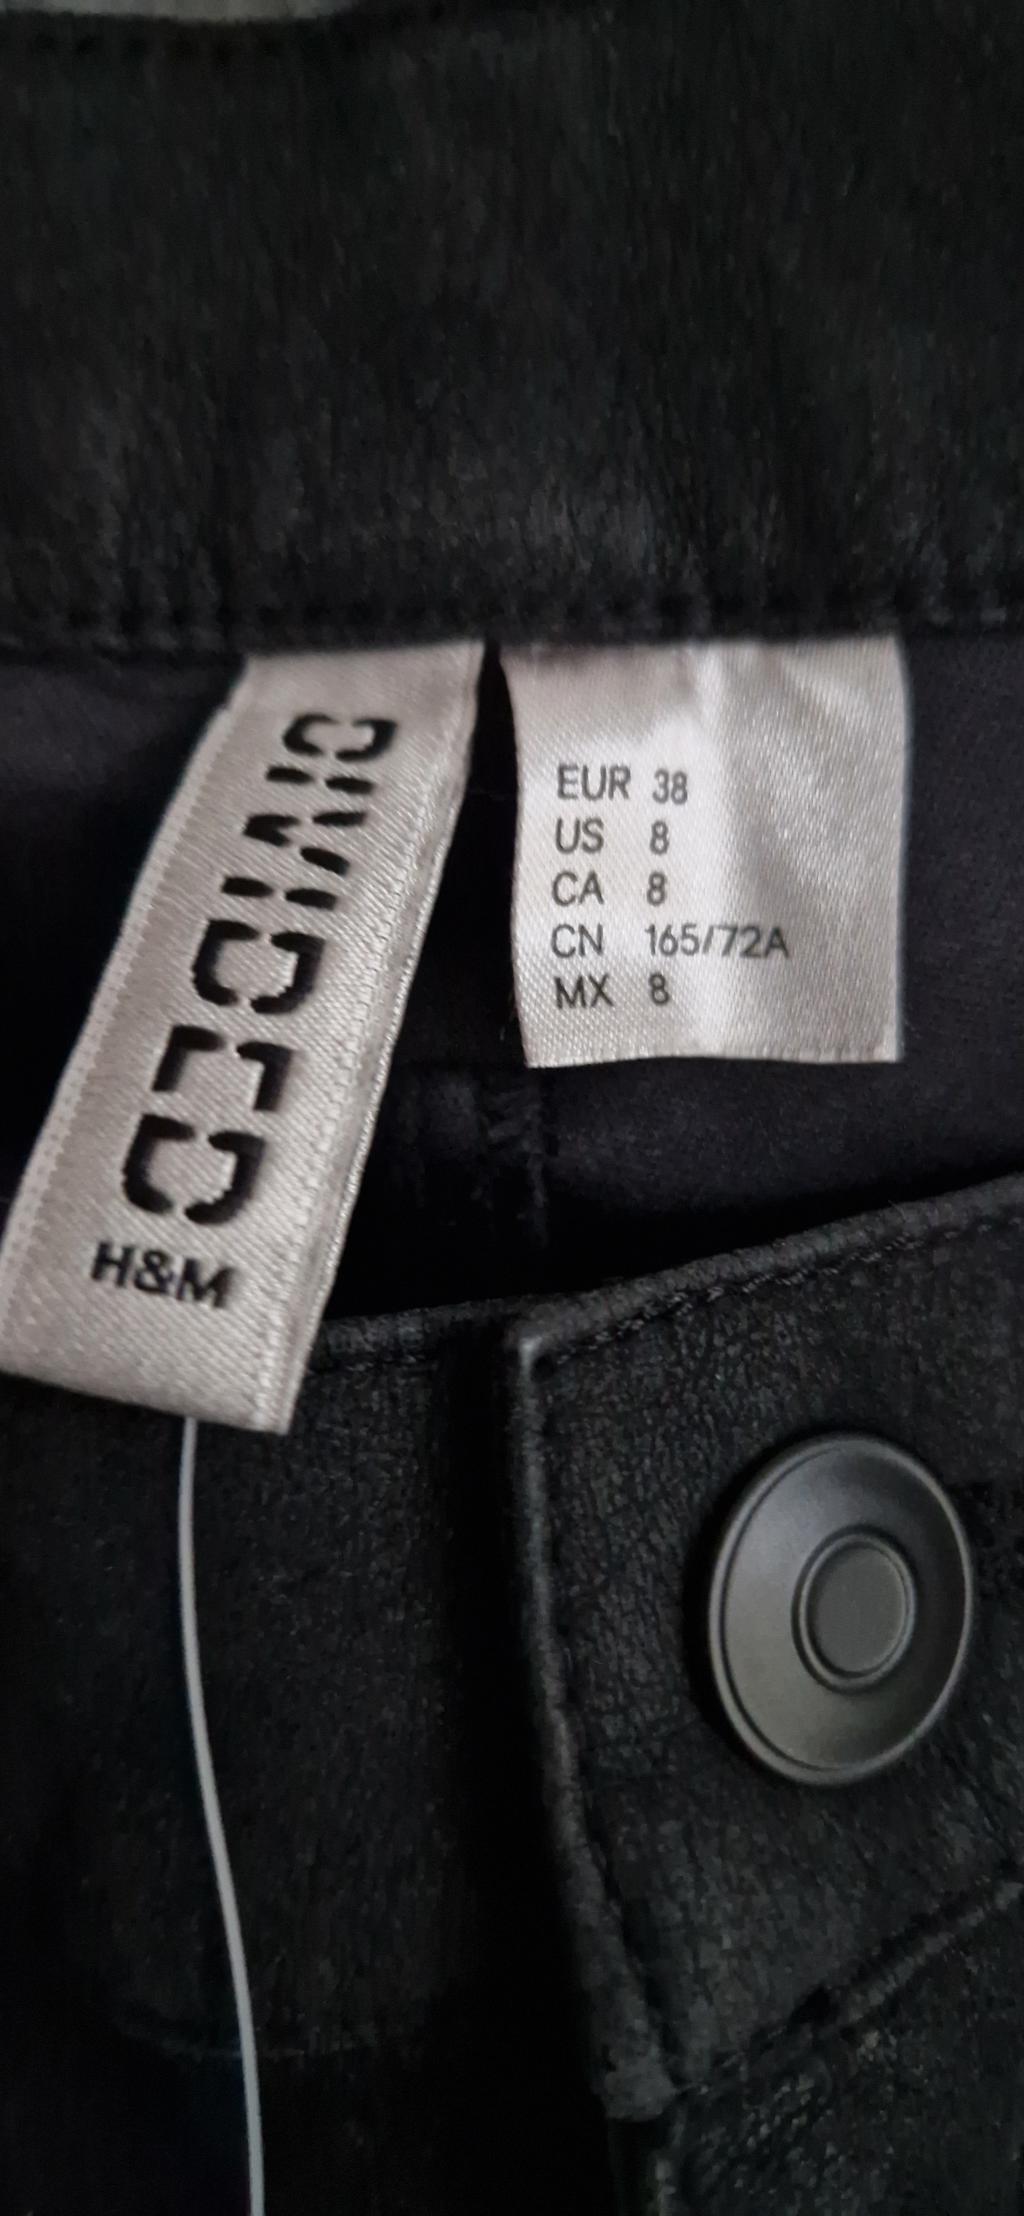 DIVIDED
H&M
EUR 38
US 8
CA 8
CN 165/72A
MX 8